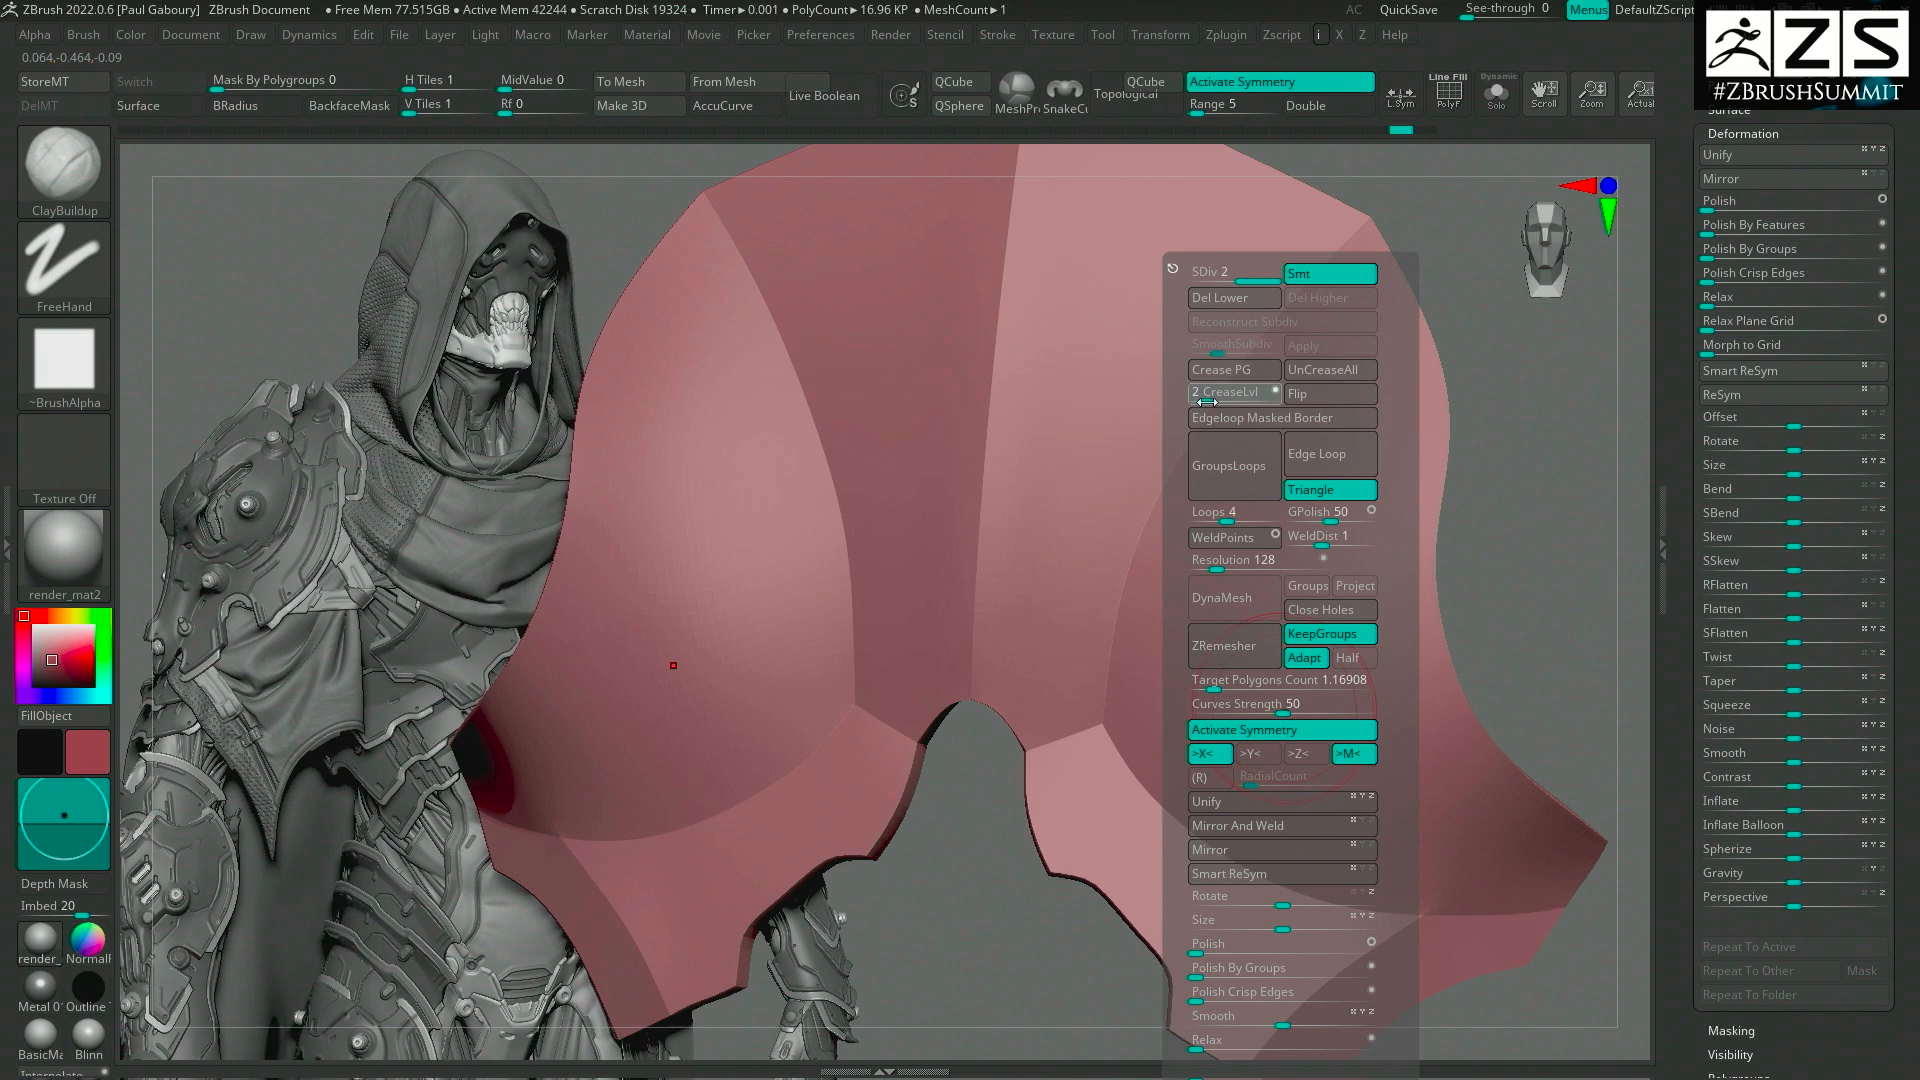 ZBrush 2022.0.6 [Paul Gaboury] ZBrush Document • Free Mem 77.515GB • Active Mem 42244 • Scratch Disk 19324 • Timer►0.001 • PolyCount►16.96 KP • MeshCount►1 AC QuickSave See-through 0 Menus DefaultZScript
Alpha Brush Color Document Draw Dynamics Edit File Layer Light Macro Marker Material Movie Picker Preferences Render Stencil Stroke Texture Tool Transform Zplugin Zscript i X Z Help
ZS
#ZBRUSHSUMMIT
0.064,-0.464,-0.09
StoreMT Switch Mask By Polygroups 0 H Tiles 1 MidValue 0 To Mesh From Mesh Live Boolean QCube QCube Activate Symmetry
DelMT Surface BRadius BackfaceMask V Tiles 1 Rf 0 Make 3D AccuCurve QSphere MeshPr SnakeCu Topological Range 5 Double
L.Sym Line Fill PolyF Dynamic Solo Scroll Zoom Actual
ClayBuildup
FreeHand
~BrushAlpha
Texture Off
render_mat2
FillObject
Depth Mask
Imbed 20
render_ NormalF
Metal 0 Outline
BasicMa Blinn
Interpolate
SDiv 2 Smt
Del Lower Del Higher
Reconstruct Subdiv
SmoothSubdiv Apply
Crease PG UnCreaseAll
2 CreaseLvl Flip
Edgeloop Masked Border
GroupsLoops Edge Loop
Triangle
Loops 4 GPolish 50
WeldPoints WeldDist 1
Resolution 128
DynaMesh Groups Project
Close Holes
ZRemesher KeepGroups
Adapt Half
Target Polygons Count 1.16908
Curves Strength 50
Activate Symmetry
>X< >Y< >Z< >M<
(R) RadialCount
Unify
Mirror And Weld
Mirror
Smart ReSym
Rotate
Size
Polish
Polish By Groups
Polish Crisp Edges
Smooth
Relax
Surface
Deformation
Unify
Mirror
Polish
Polish By Features
Polish By Groups
Polish Crisp Edges
Relax
Relax Plane Grid
Morph to Grid
Smart ReSym
ReSym
Offset
Rotate
Size
Bend
SBend
Skew
SSkew
RFlatten
Flatten
SFlatten
Twist
Taper
Squeeze
Noise
Smooth
Contrast
Inflate
Inflate Balloon
Spherize
Gravity
Perspective
Repeat To Active
Repeat To Other Mask
Repeat To Folder
Masking
Visibility